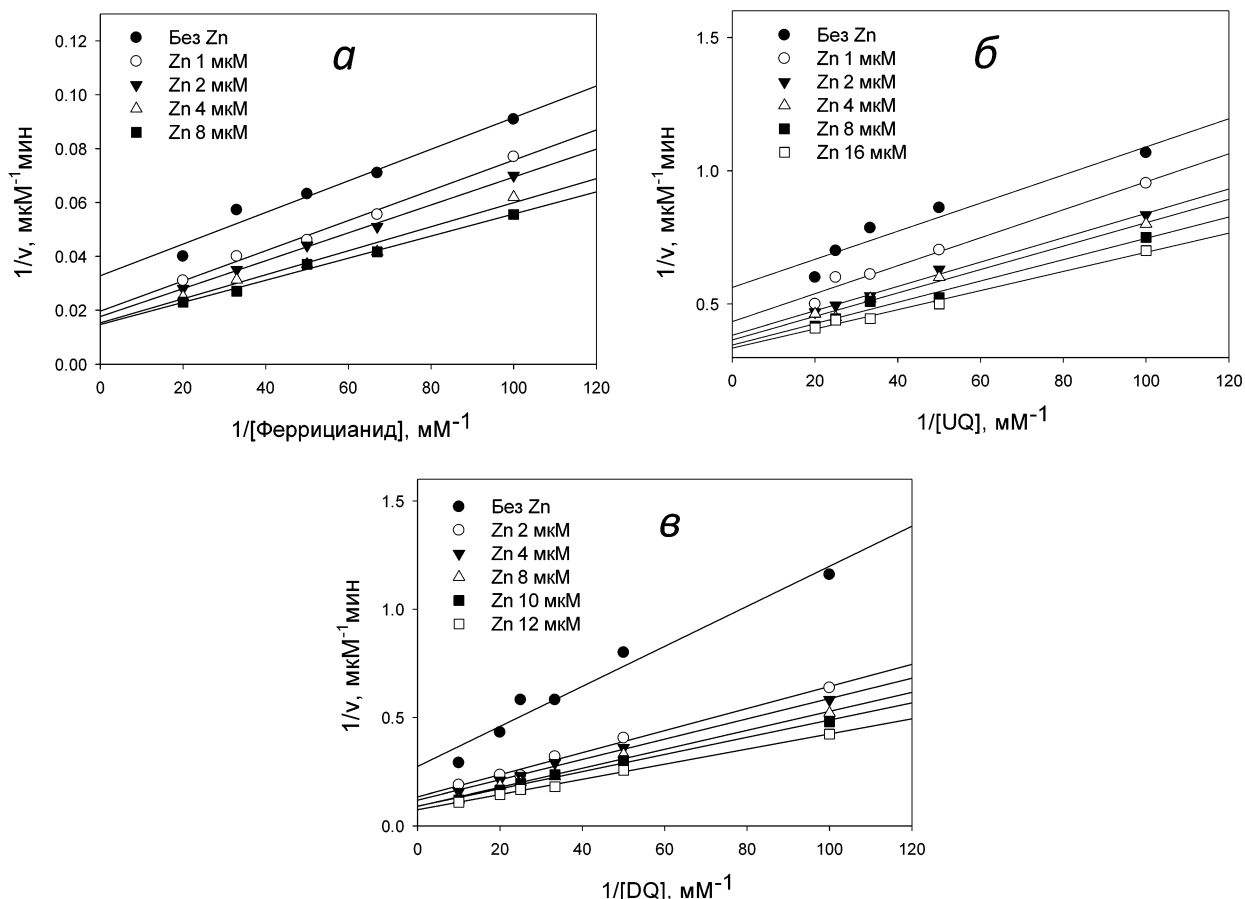 а
Без Zn
Zn 1 мкМ
Zn 2 мкМ
Zn 4 мкМ
Zn 8 мкМ
0.12
0.10
0.08
0.06
0.04
0.02
0.00
1/v, мкМ⁻¹мин
0 20 40 60 80 100 120
1/[Феррицианид], мМ⁻¹
б
Без Zn
Zn 1 мкМ
Zn 2 мкМ
Zn 4 мкМ
Zn 8 мкМ
Zn 16 мкМ
1.5
1.0
0.5
1/v, мкМ⁻¹мин
0 20 40 60 80 100 120
1/[UQ], мМ⁻¹
в
Без Zn
Zn 2 мкМ
Zn 4 мкМ
Zn 8 мкМ
Zn 10 мкМ
Zn 12 мкМ
1.5
1.0
0.5
0.0
1/v, мкМ⁻¹мин
0 20 40 60 80 100 120
1/[DQ], мМ⁻¹